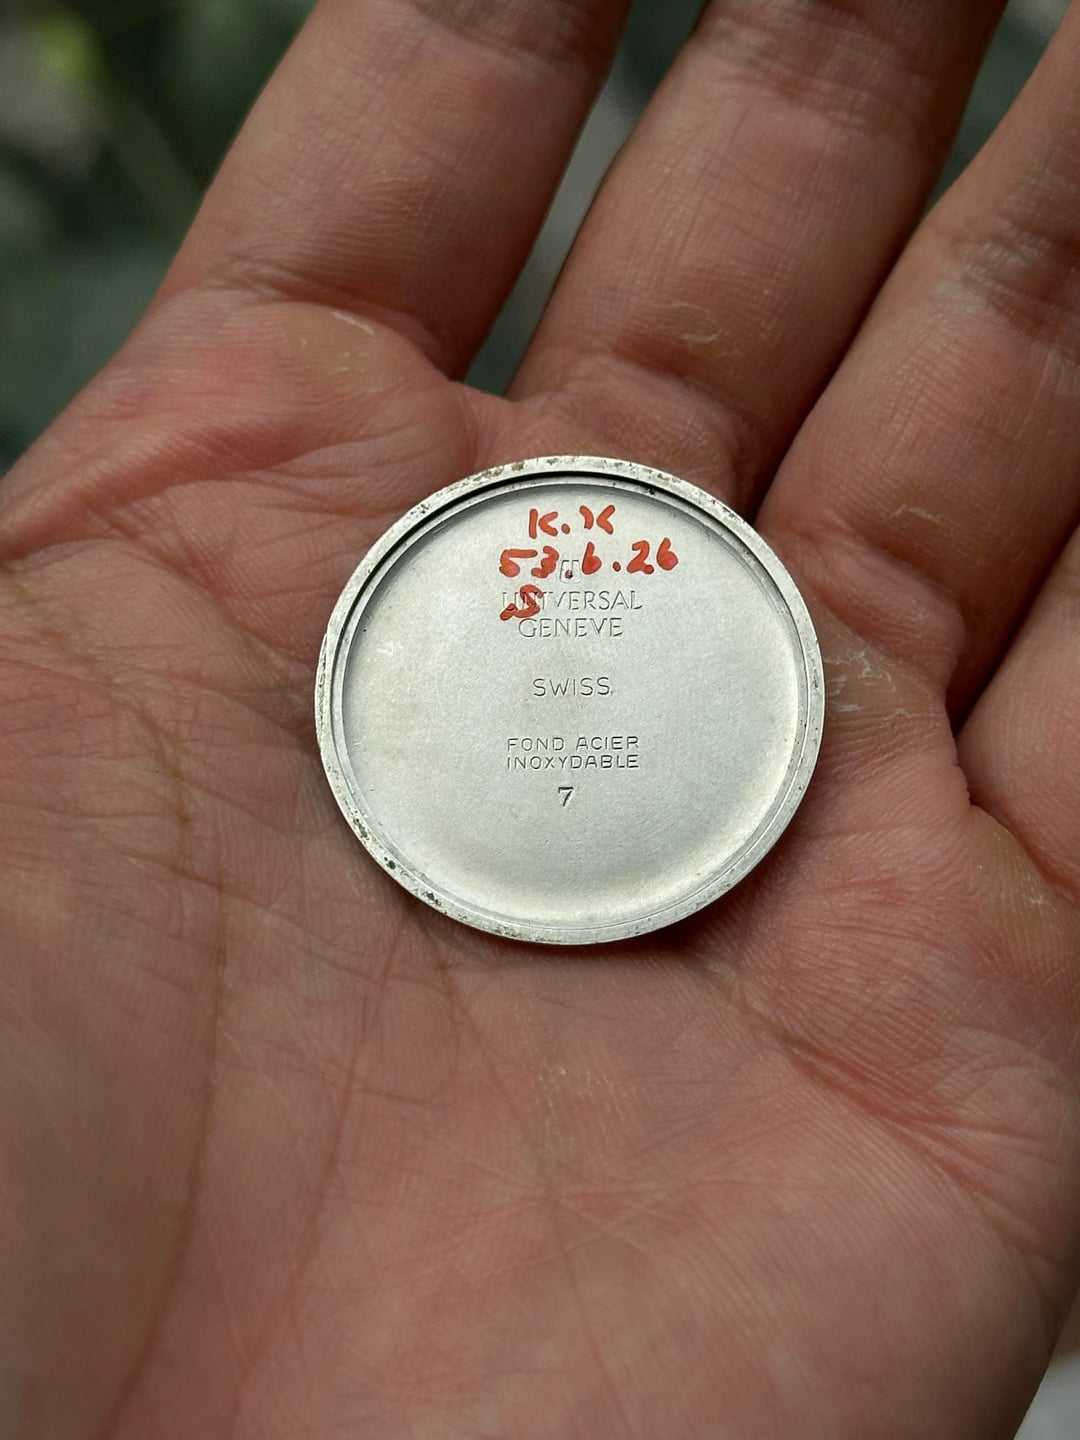 K.K
53.6.26
S
UNIVERSAL
GENEVE
SWISS
FOND ACIER
INOXYDABLE
7